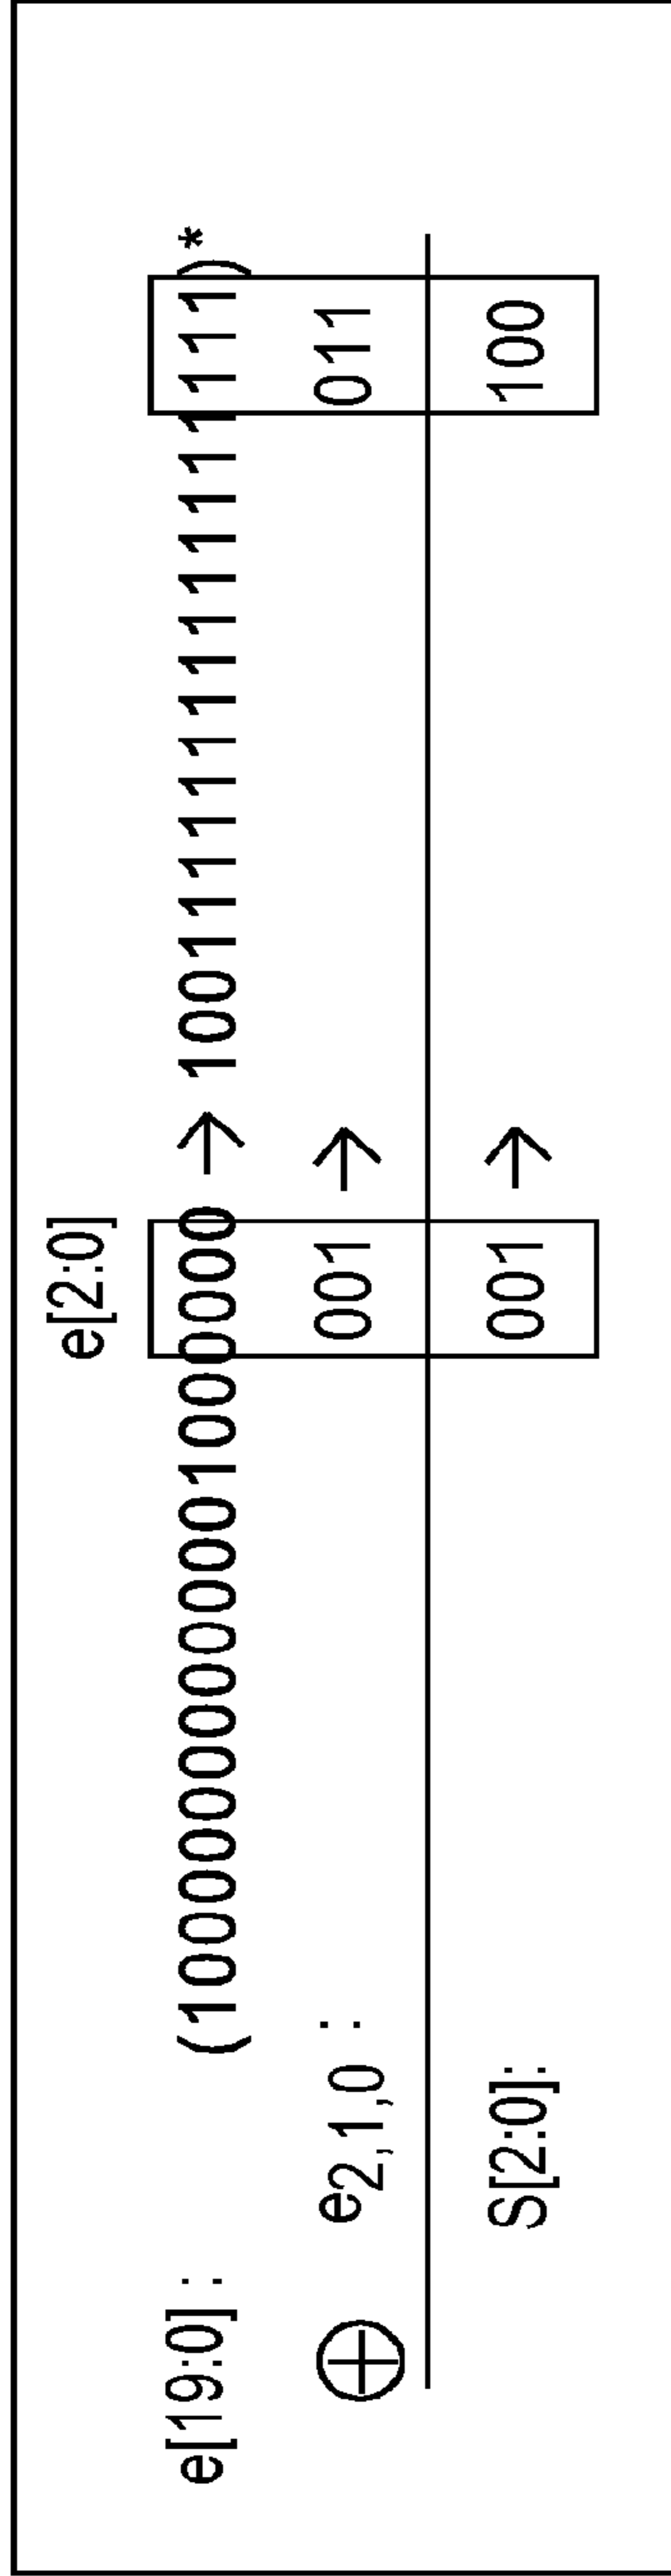 e[2:0]
e[19:0] : (10000000000001000000 → 10011111111111111111)*
⊕ e2,1,0 : 001 → 011
S[2:0]: 001 → 100